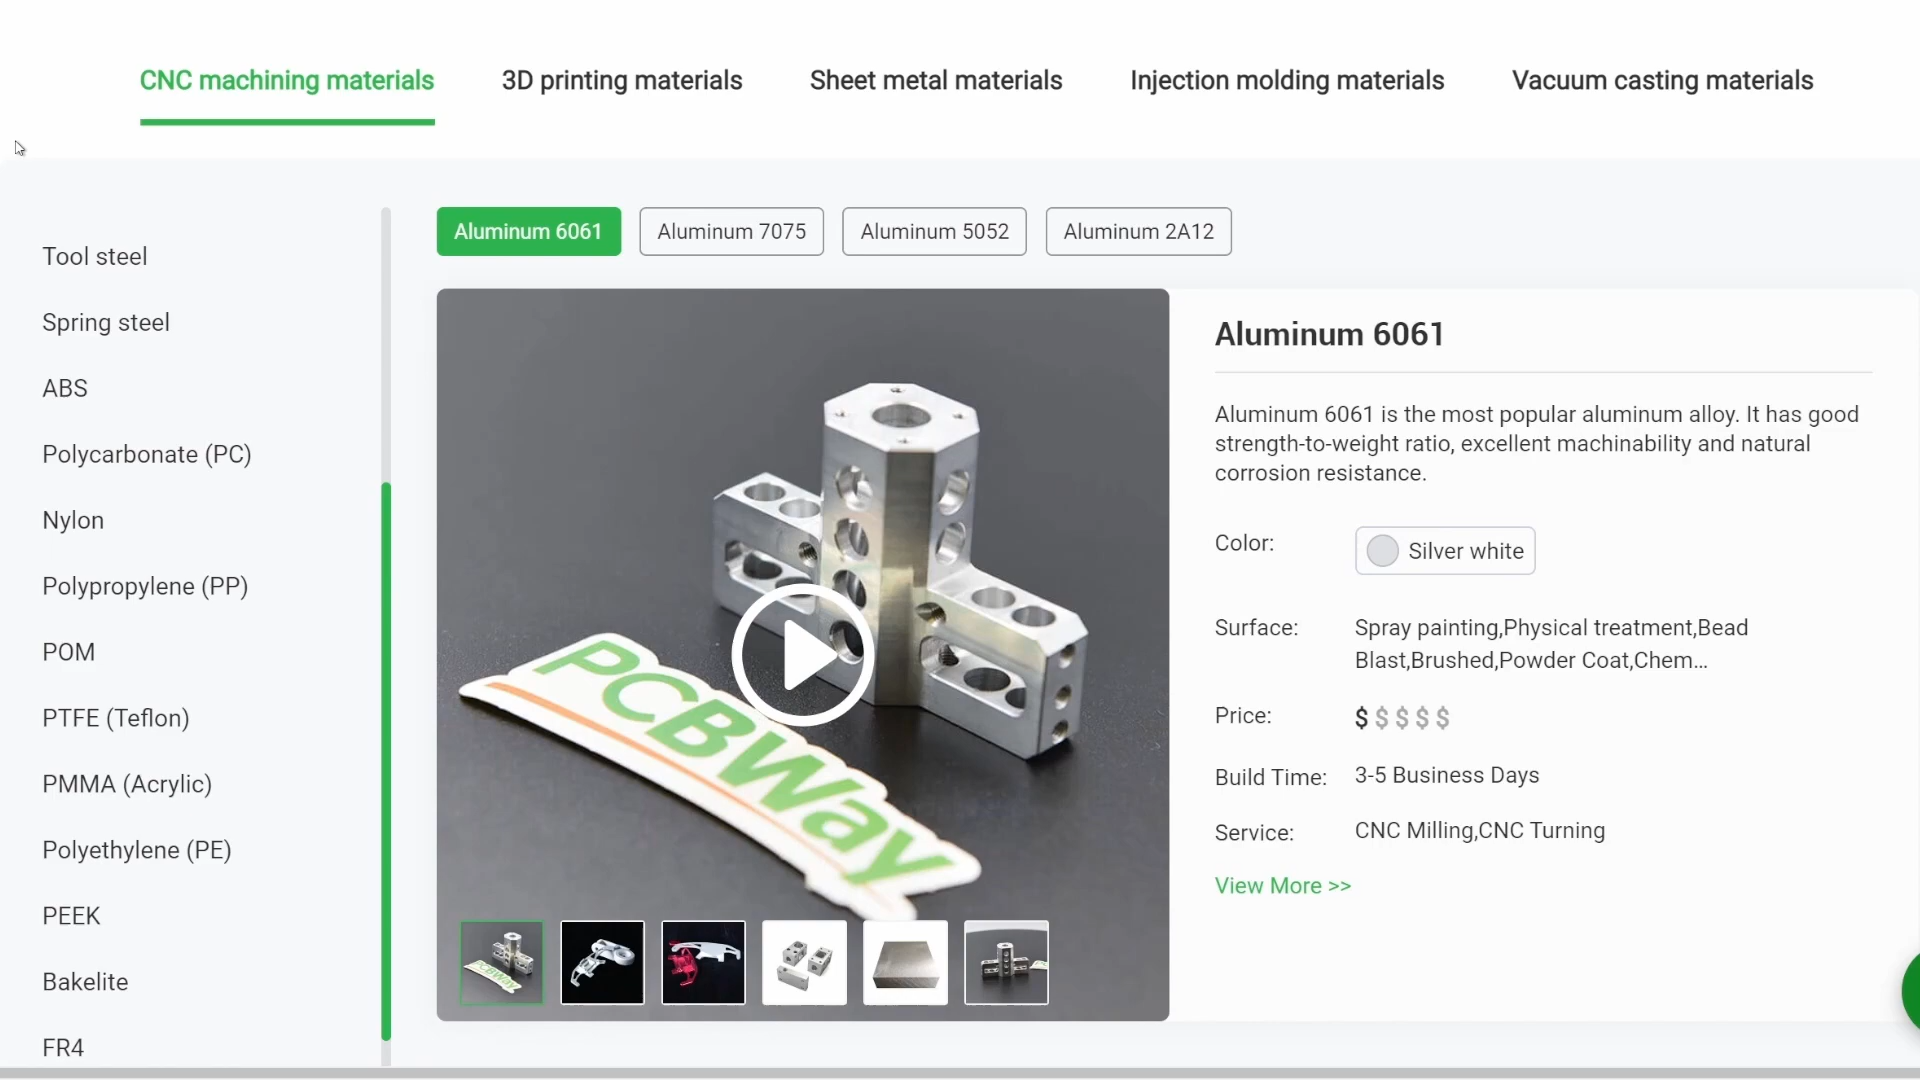 CNC machining materials
3D printing materials
Sheet metal materials
Injection molding materials
Vacuum casting materials
Tool steel
Spring steel
ABS
Polycarbonate (PC)
Nylon
Polypropylene (PP)
POM
PTFE (Teflon)
PMMA (Acrylic)
Polyethylene (PE)
PEEK
Bakelite
FR4
Aluminum 6061
Aluminum 7075
Aluminum 5052
Aluminum 2A12
PCBWay
PCBWay
Aluminum 6061
Aluminum 6061 is the most popular aluminum alloy. It has good
strength-to-weight ratio, excellent machinability and natural
corrosion resistance.
Color:
Silver white
Surface:
Spray painting,Physical treatment,Bead
Blast,Brushed,Powder Coat,Chem...
Price:
$ $ $ $ $
Build Time:
3-5 Business Days
Service:
CNC Milling,CNC Turning
View More >>